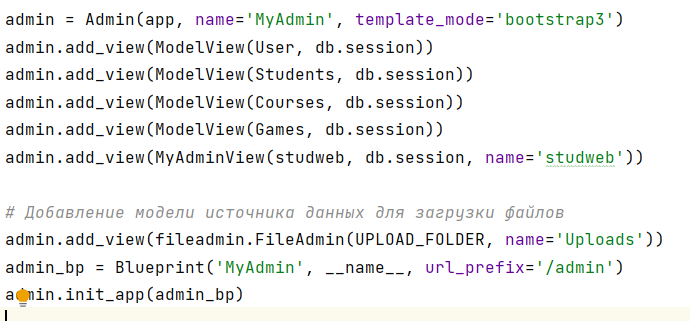 admin = Admin(app, name='MyAdmin', template_mode='bootstrap3')
admin.add_view(ModelView(User, db.session))
admin.add_view(ModelView(Students, db.session))
admin.add_view(ModelView(Courses, db.session))
admin.add_view(ModelView(Games, db.session))
admin.add_view(MyAdminView(studweb, db.session, name='studweb'))
# Добавление модели источника данных для загрузки файлов
admin.add_view(fileadmin.FileAdmin(UPLOAD_FOLDER, name='Uploads'))
admin_bp = Blueprint('MyAdmin', __name__, url_prefix='/admin')
admin.init_app(admin_bp)